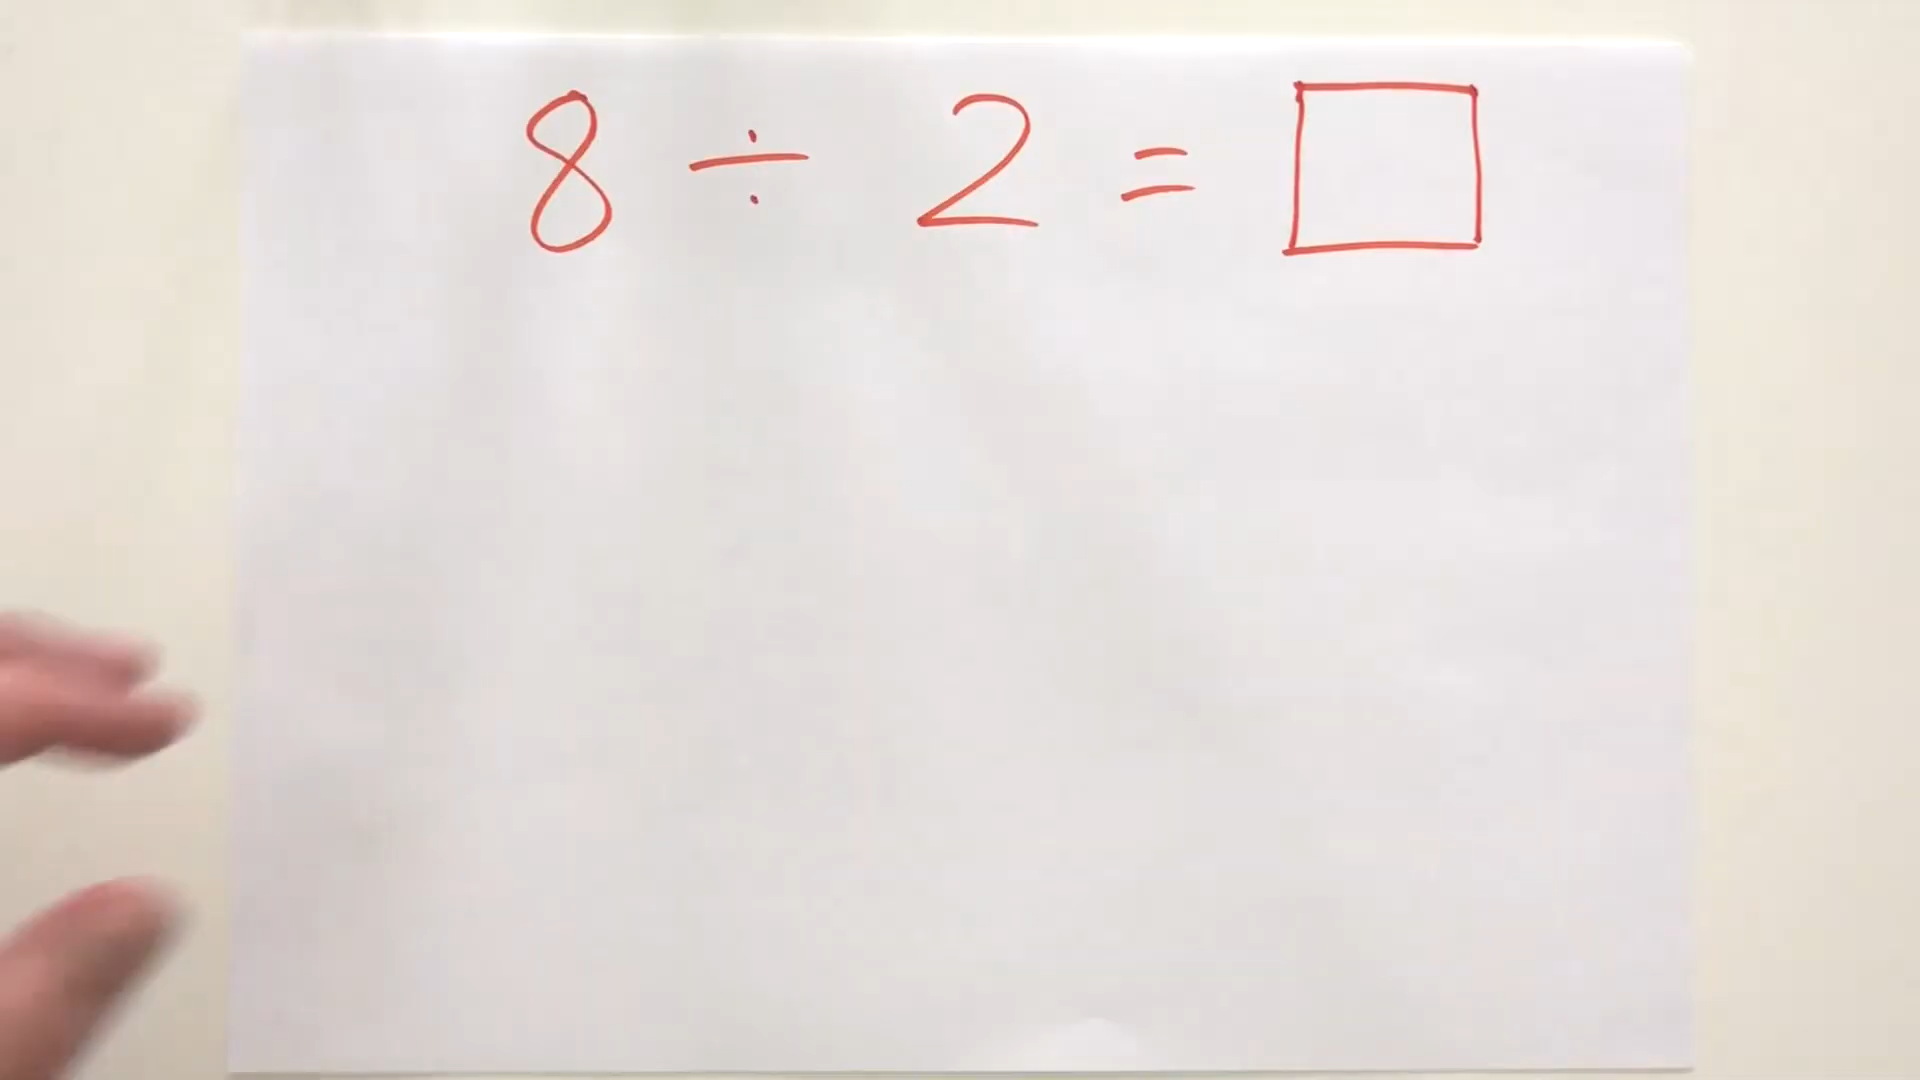 8 ÷ 2 = □